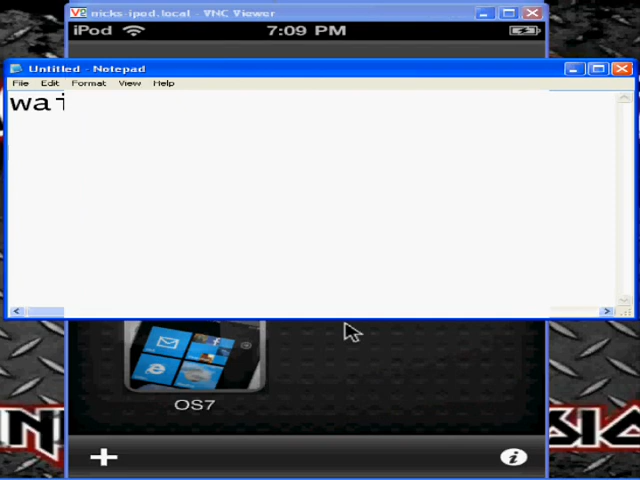 nicks-ipod.local - VNC Viewer
iPod 7:09 PM
Untitled - Notepad
File Edit Format View Help
wai
OS7